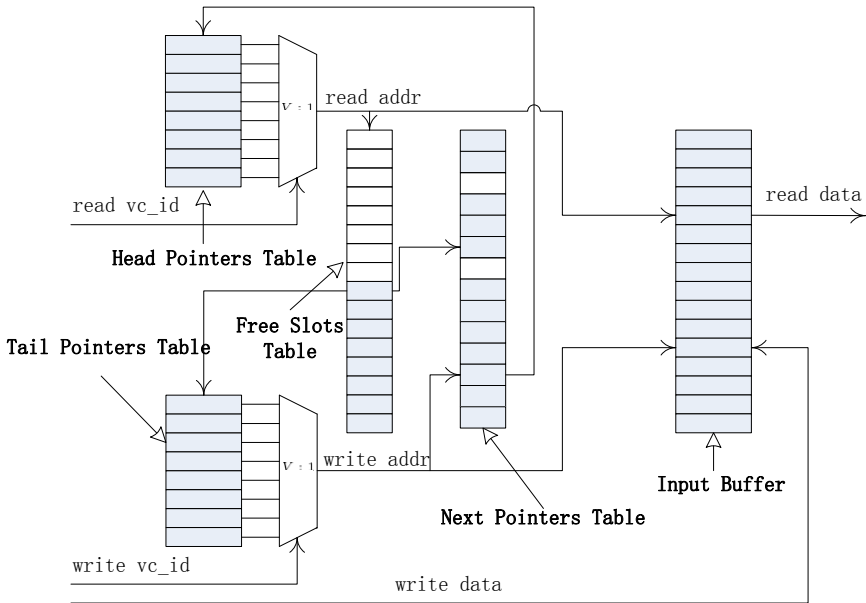 V : 1
read addr
read data
read vc_id
Head Pointers Table
Free Slots
Table
Tail Pointers Table
V : 1
write addr
Input Buffer
Next Pointers Table
write vc_id
write data